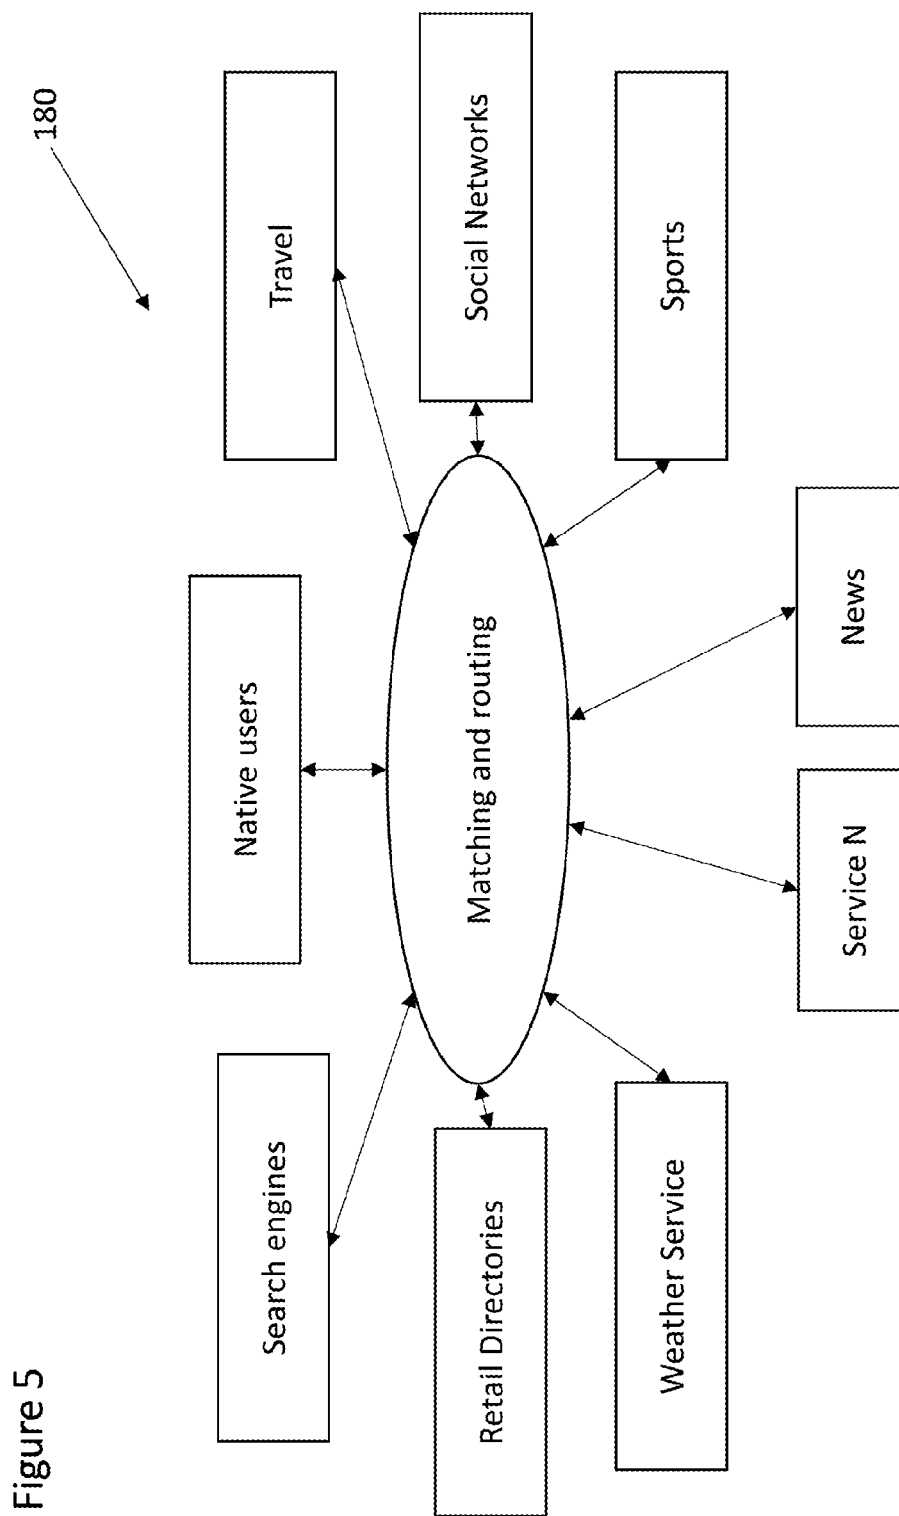 Figure 5
180
Search engines
Native users
Travel
Retail Directories
Matching and routing
Social Networks
Weather Service
Sports
Service N
News